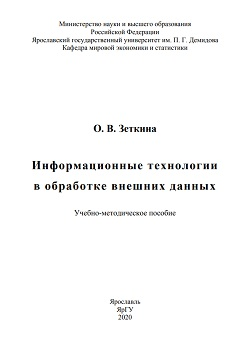 Министерство науки и высшего образования
Российской Федерации
Ярославский государственный университет им. П. Г. Демидова
Кафедра мировой экономики и статистики
О. В. Зеткина
Информационные технологии
в обработке внешних данных
Учебно-методическое пособие
Ярославль
ЯрГУ
2020